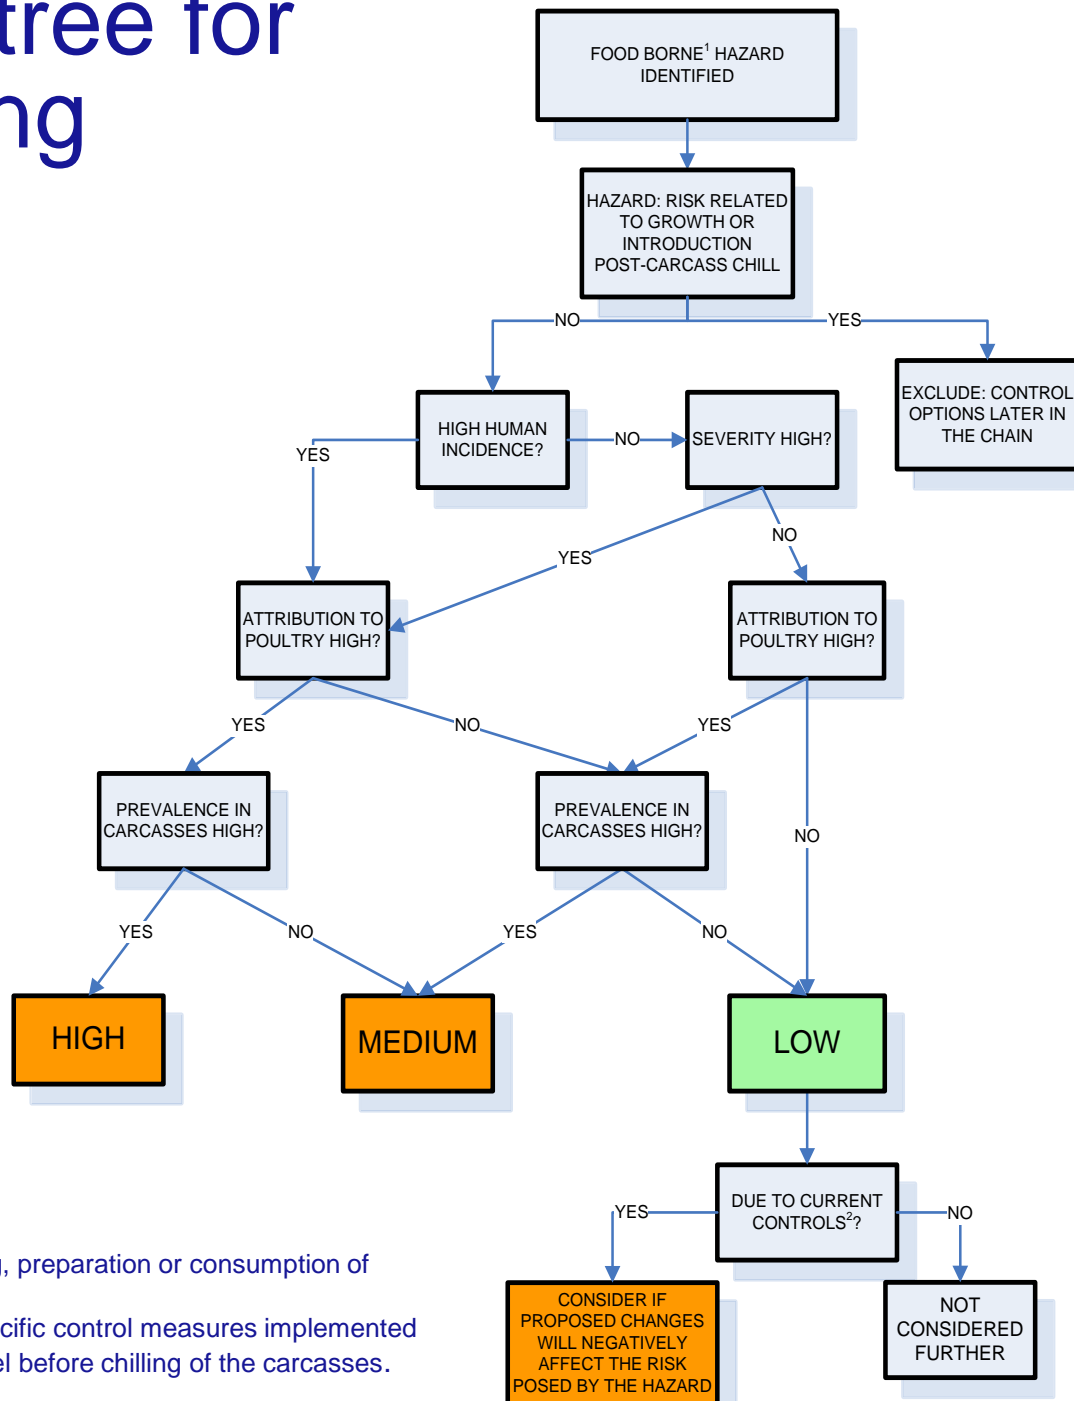 tree for
ng
FOOD BORNE¹ HAZARD
IDENTIFIED
HAZARD: RISK RELATED
TO GROWTH OR
INTRODUCTION
POST-CARCASS CHILL
NO
YES
EXCLUDE: CONTROL
OPTIONS LATER IN
THE CHAIN
HIGH HUMAN
INCIDENCE?
NO
SEVERITY HIGH?
YES
YES
NO
ATTRIBUTION TO
POULTRY HIGH?
ATTRIBUTION TO
POULTRY HIGH?
YES
NO
YES
NO
PREVALENCE IN
CARCASSES HIGH?
PREVALENCE IN
CARCASSES HIGH?
YES
NO
YES
NO
HIGH
MEDIUM
LOW
DUE TO CURRENT
CONTROLS²?
YES
NO
CONSIDER IF
PROPOSED CHANGES
WILL NEGATIVELY
AFFECT THE RISK
POSED BY THE HAZARD
NOT
CONSIDERED
FURTHER
, preparation or consumption of
cific control measures implemented
el before chilling of the carcasses.